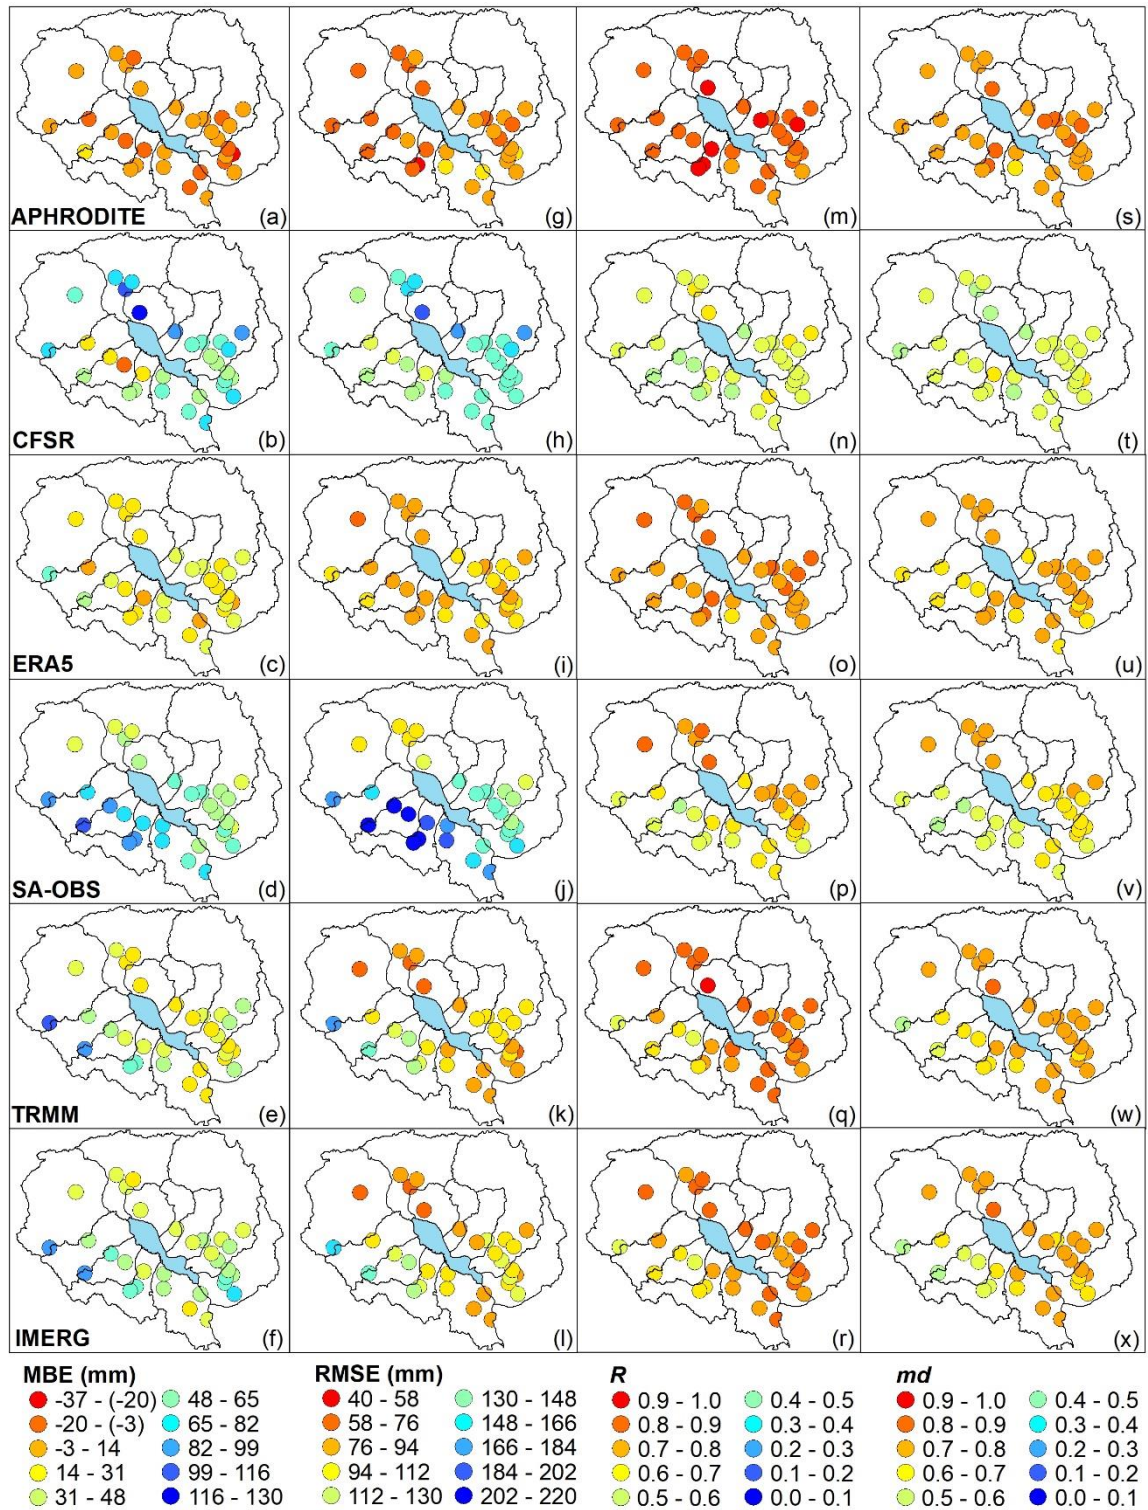 APHRODITE (a) (g) (m) (s)
CFSR (b) (h) (n) (t)
ERA5 (c) (i) (o) (u)
SA-OBS (d) (j) (p) (v)
TRMM (e) (k) (q) (w)
IMERG (f) (l) (r) (x)
MBE (mm) RMSE (mm) R md
-37 - (-20) 48 - 65 40 - 58 130 - 148 0.9 - 1.0 0.4 - 0.5 0.9 - 1.0 0.4 - 0.5
-20 - (-3) 65 - 82 58 - 76 148 - 166 0.8 - 0.9 0.3 - 0.4 0.8 - 0.9 0.3 - 0.4
-3 - 14 82 - 99 76 - 94 166 - 184 0.7 - 0.8 0.2 - 0.3 0.7 - 0.8 0.2 - 0.3
14 - 31 99 - 116 94 - 112 184 - 202 0.6 - 0.7 0.1 - 0.2 0.6 - 0.7 0.1 - 0.2
31 - 48 116 - 130 112 - 130 202 - 220 0.5 - 0.6 0.0 - 0.1 0.5 - 0.6 0.0 - 0.1